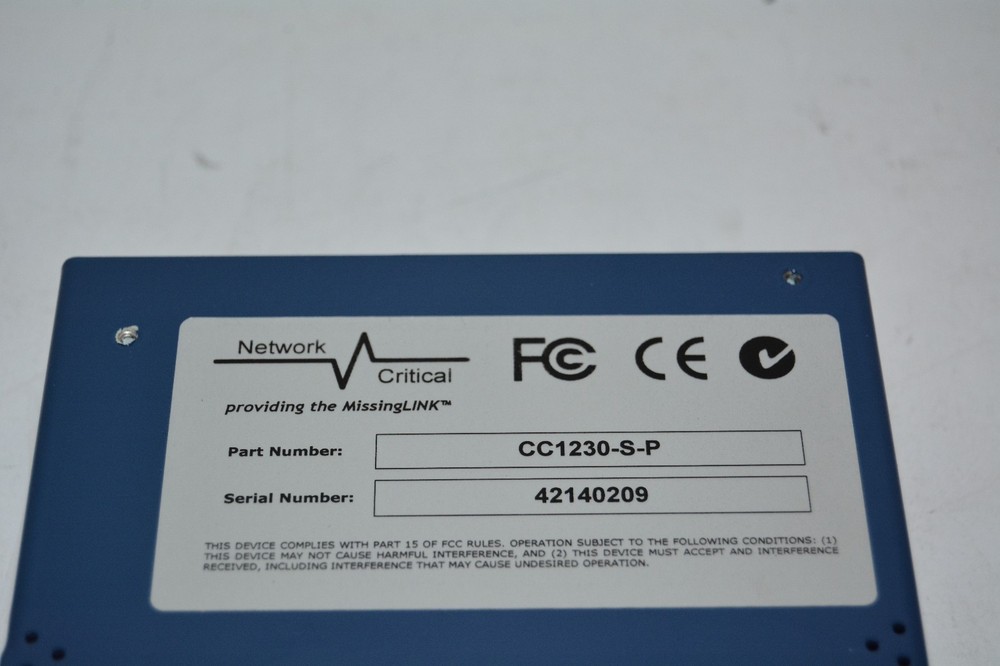 Network
Critical
providing the MissingLINK™
FC CE
Part Number: CC1230-S-P
Serial Number: 42140209
THIS DEVICE COMPLIES WITH PART 15 OF FCC RULES. OPERATION SUBJECT TO THE FOLLOWING CONDITIONS: (1)
THIS DEVICE MAY NOT CAUSE HARMFUL INTERFERENCE, AND (2) THIS DEVICE MUST ACCEPT AND INTERFERENCE
RECEIVED, INCLUDING INTERFERENCE THAT MAY CAUSE UNDESIRED OPERATION.